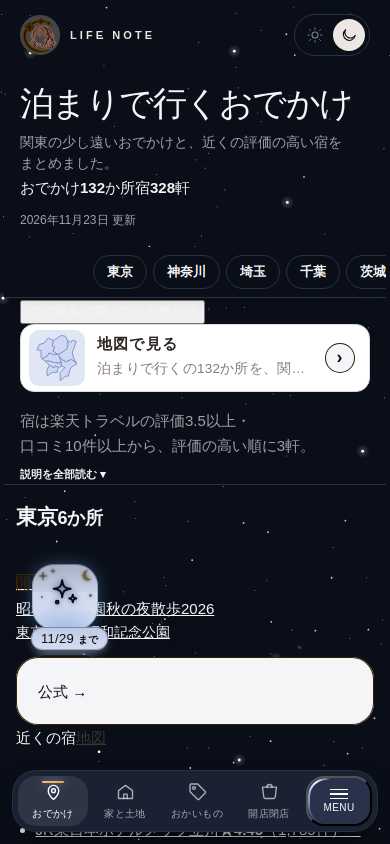 LIFE NOTE
泊まりで行くおでかけ
関東の少し遠いおでかけと、近くの評価の高い宿を
まとめました。
おでかけ132か所宿328軒
2026年11月23日 更新
東京 神奈川 埼玉 千葉 茨城
地図で見る
泊まりで行くの132か所を、関…
›
宿は楽天トラベルの評価3.5以上・
口コミ10件以上から、評価の高い順に3軒。
説明を全部読む ▾
東京6か所
園秋の夜散歩2026
和記念公園
11/29 まで
公式 →
近くの宿地図
おでかけ 家と土地 おかいもの 開店閉店 MENU